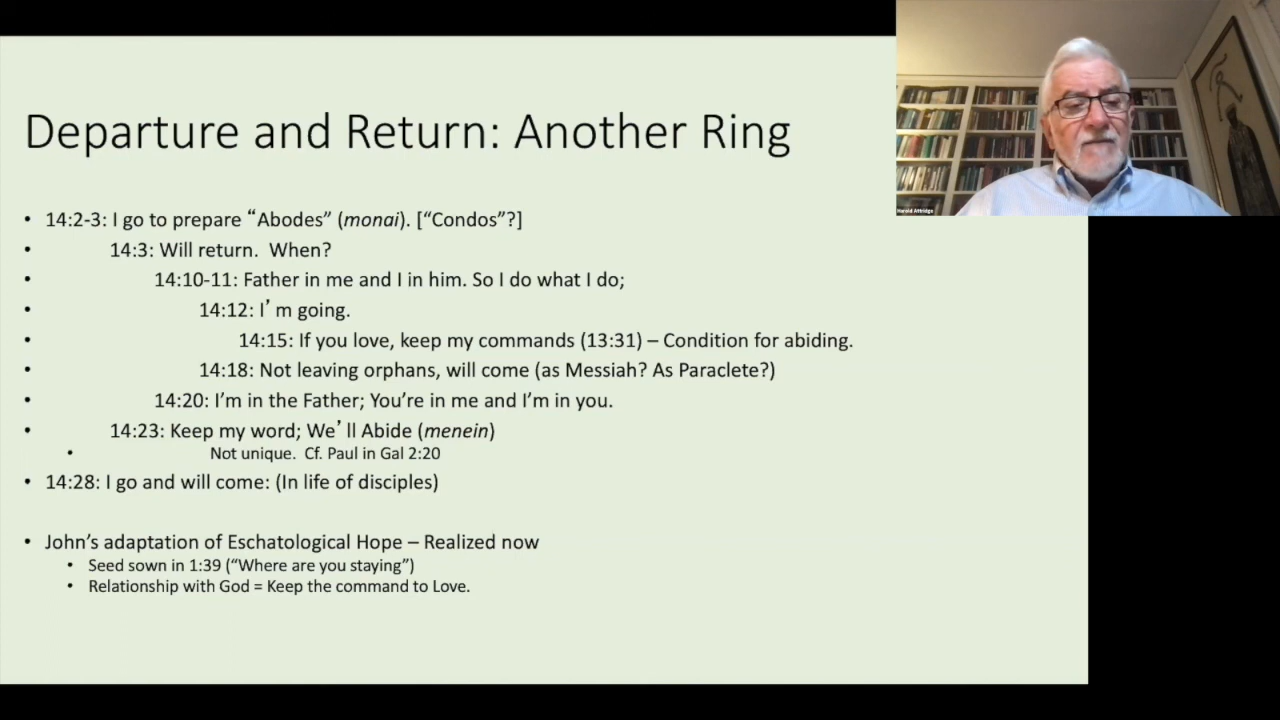 Departure and Return: Another Ring
• 14:2-3: I go to prepare “Abodes” (monai). [“Condos”?]
• 14:3: Will return. When?
• 14:10-11: Father in me and I in him. So I do what I do;
• 14:12: I’m going.
• 14:15: If you love, keep my commands (13:31) – Condition for abiding.
• 14:18: Not leaving orphans, will come (as Messiah? As Paraclete?)
• 14:20: I’m in the Father; You’re in me and I’m in you.
• 14:23: Keep my word; We’ll Abide (menein)
• Not unique. Cf. Paul in Gal 2:20
• 14:28: I go and will come: (In life of disciples)
• John’s adaptation of Eschatological Hope – Realized now
• Seed sown in 1:39 (“Where are you staying”)
• Relationship with God = Keep the command to Love.
Harold Attridge